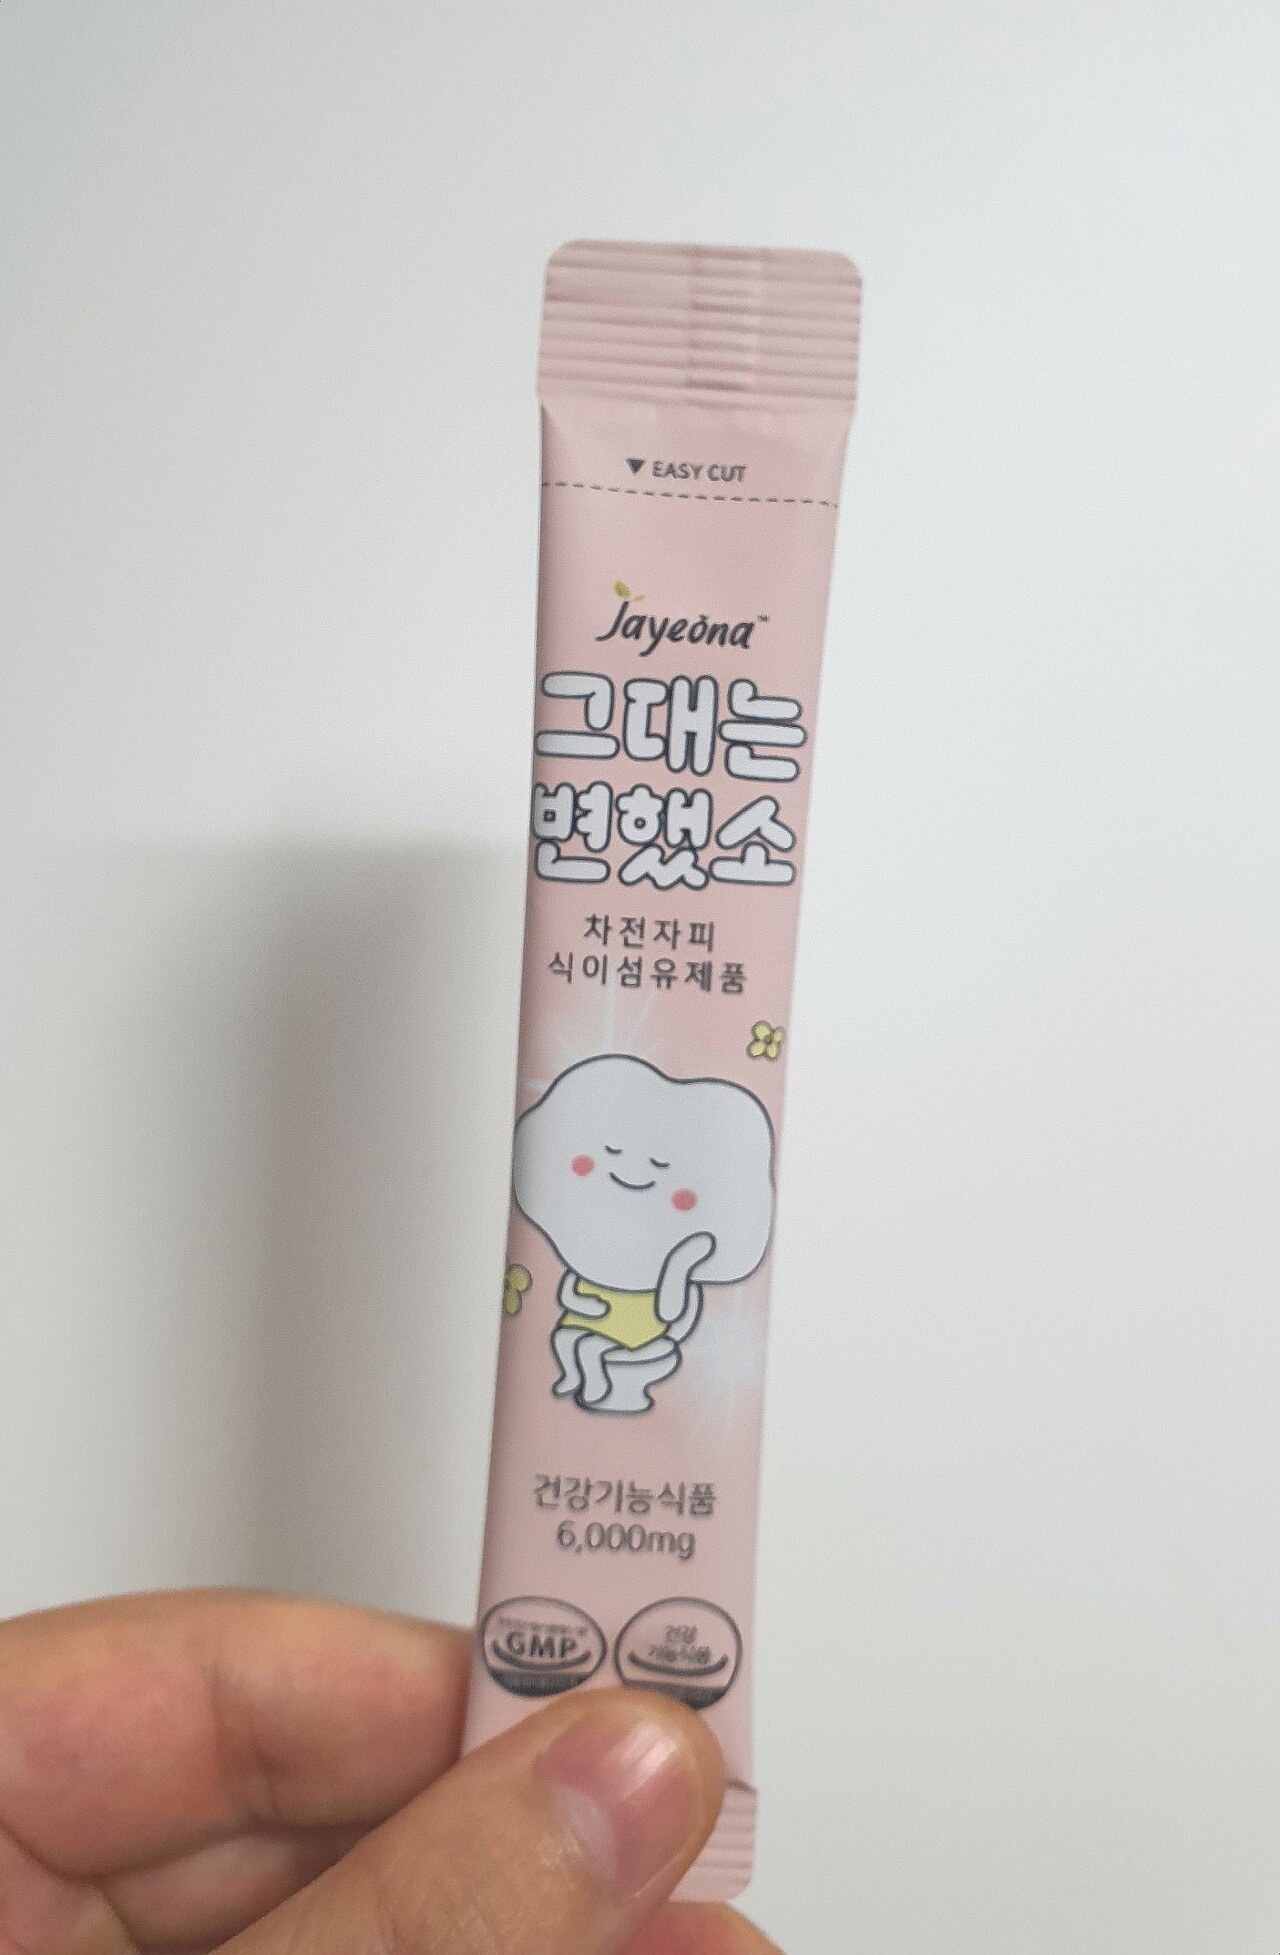 ▼ EASY CUT
Jayeona™
그대는
변했소
차전자피
식이섬유제품
건강기능식품
6,000mg
GMP
건강
기능식품